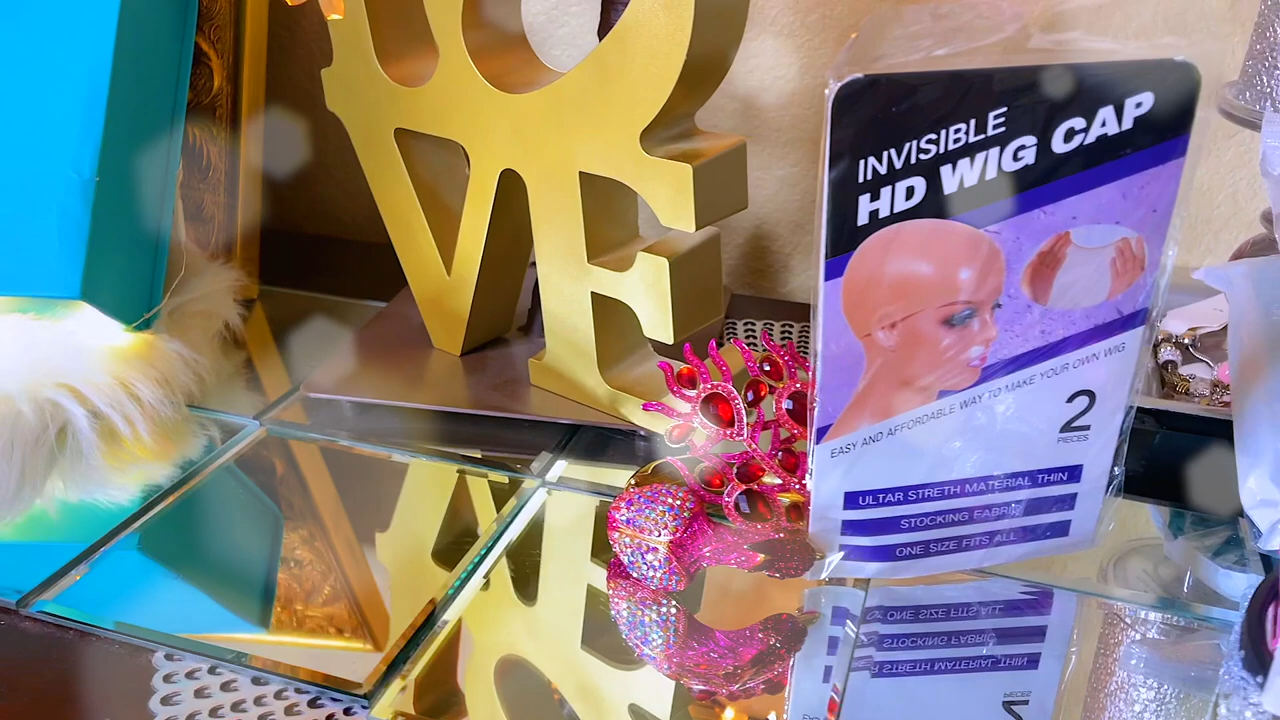 OVE
INVISIBLE
HD WIG CAP
EASY AND AFFORDABLE WAY TO MAKE YOUR OWN WIG
2
PIECES
ULTAR STRETH MATERIAL THIN
STOCKING FABRIC
ONE SIZE FITS ALL